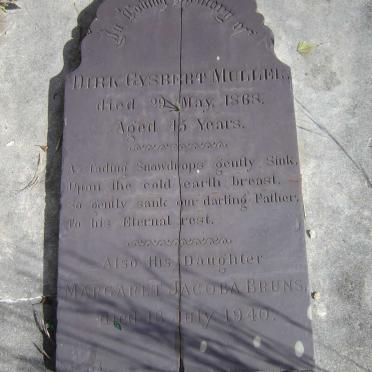 In Loving Memory of
DIRK GYSBERT MULLER.
died 29 May, 1868.
Aged 45 Years.
As fading Snowdrops gently Sink,
Upon the cold earth breast.
So gently sank our darling Father,
To his Eternal rest.
Also His Daughter
MARGARET JACOBA BRUNS.
died 18 July 1940.